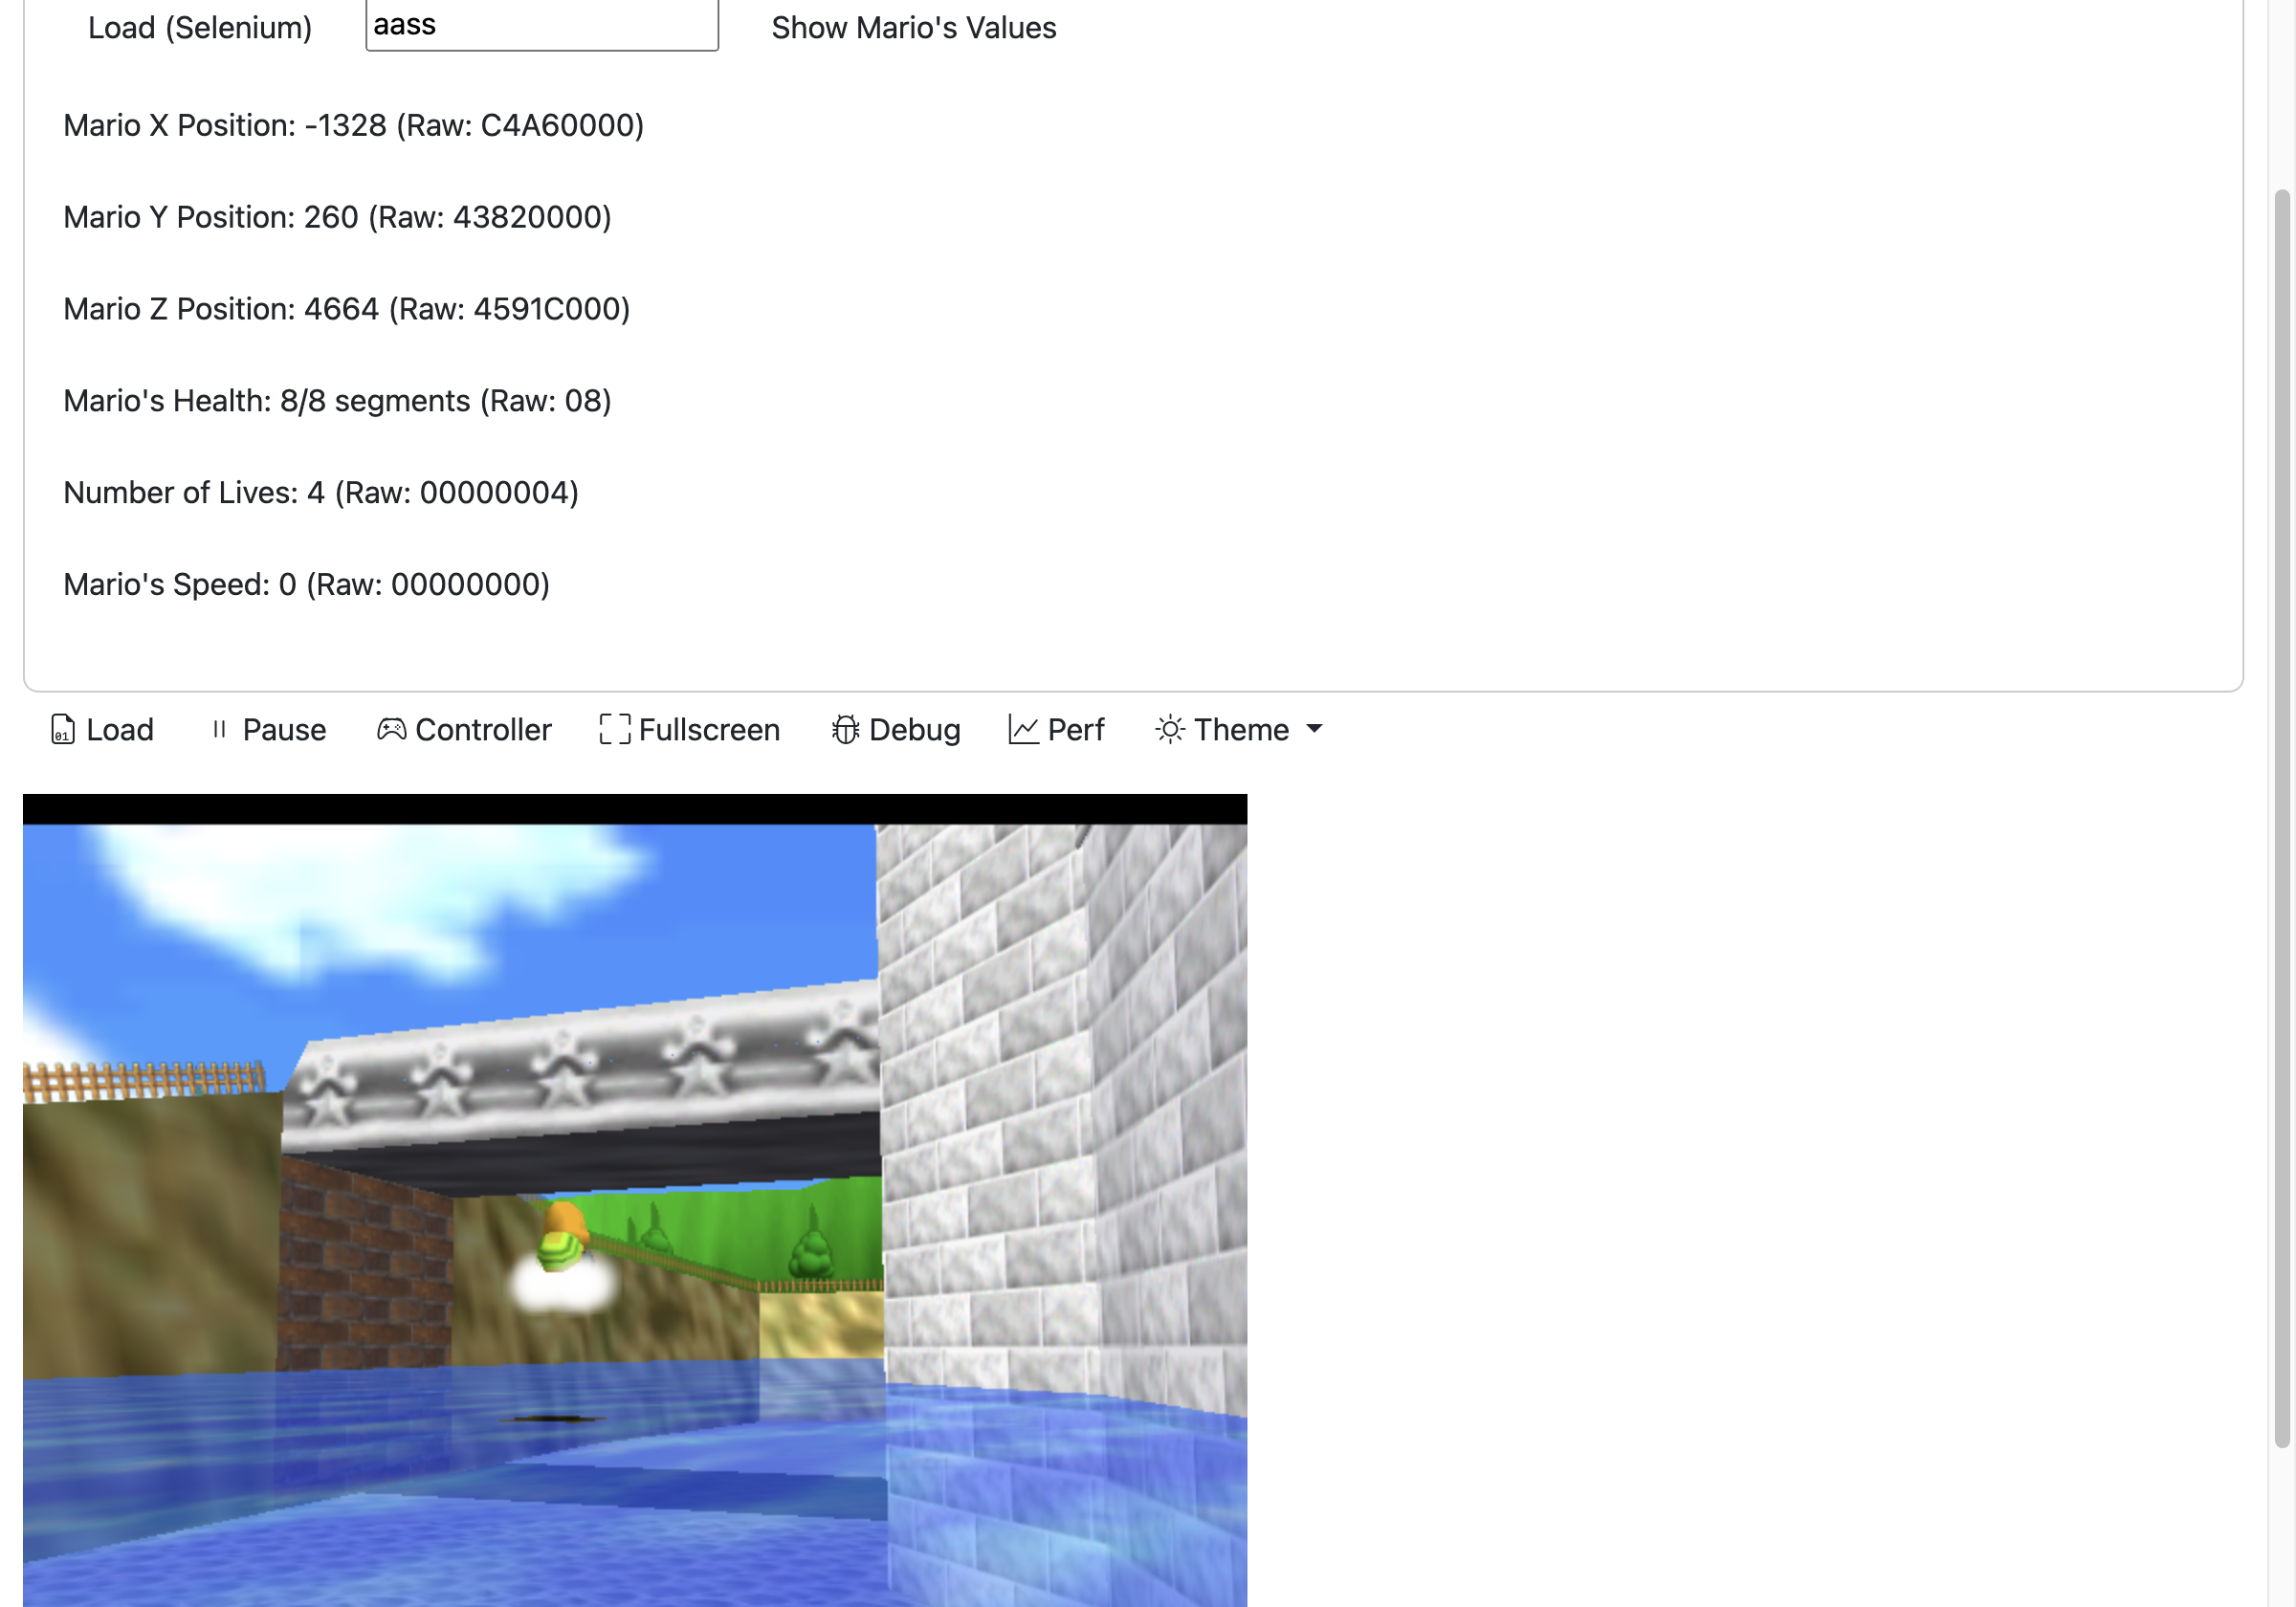 Load (Selenium) aass Show Mario's Values
Mario X Position: -1328 (Raw: C4A60000)
Mario Y Position: 260 (Raw: 43820000)
Mario Z Position: 4664 (Raw: 4591C000)
Mario's Health: 8/8 segments (Raw: 08)
Number of Lives: 4 (Raw: 00000004)
Mario's Speed: 0 (Raw: 00000000)
Load Pause Controller Fullscreen Debug Perf Theme